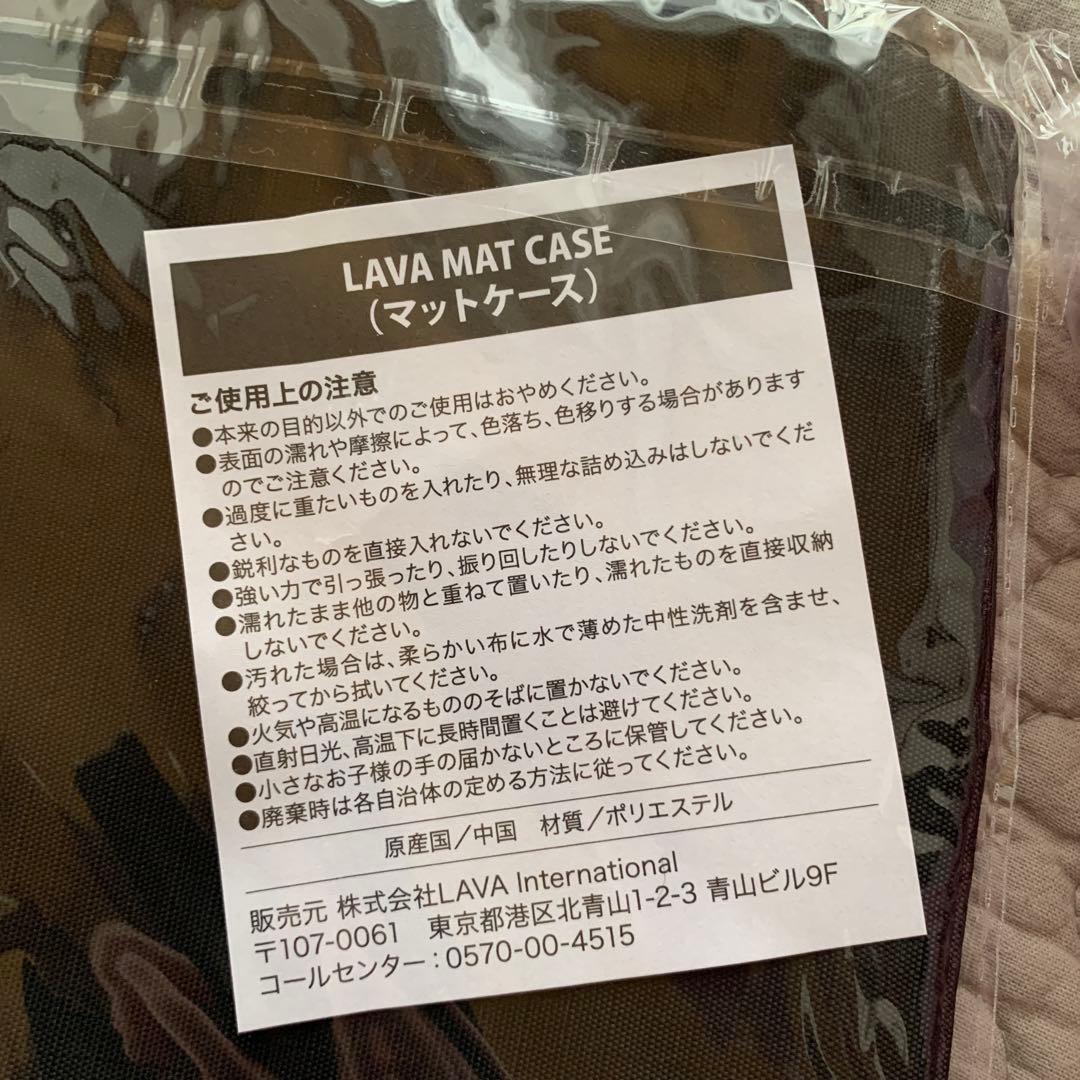 LAVA MAT CASE
（マットケース）
ご使用上の注意
●本来の目的以外でのご使用はおやめください。
●表面の濡れや摩擦によって、色落ち、色移りする場合があります
のでご注意ください。
●過度に重たいものを入れたり、無理な詰め込みはしないでくだ
さい。
●鋭利なものを直接入れないでください。
●強い力で引っ張ったり、振り回したりしないでください。
●濡れたまま他の物と重ねて置いたり、濡れたものを直接収納
しないでください。
●汚れた場合は、柔らかい布に水で薄めた中性洗剤を含ませ、
絞ってから拭いてください。
●火気や高温になるもののそばに置かないでください。
●直射日光、高温下に長時間置くことは避けてください。
●小さなお子様の手の届かないところに保管してください。
●廃棄時は各自治体の定める方法に従ってください。
原産国／中国　材質／ポリエステル
販売元 株式会社LAVA International
〒107-0061　東京都港区北青山1-2-3 青山ビル9F
コールセンター：0570-00-4515